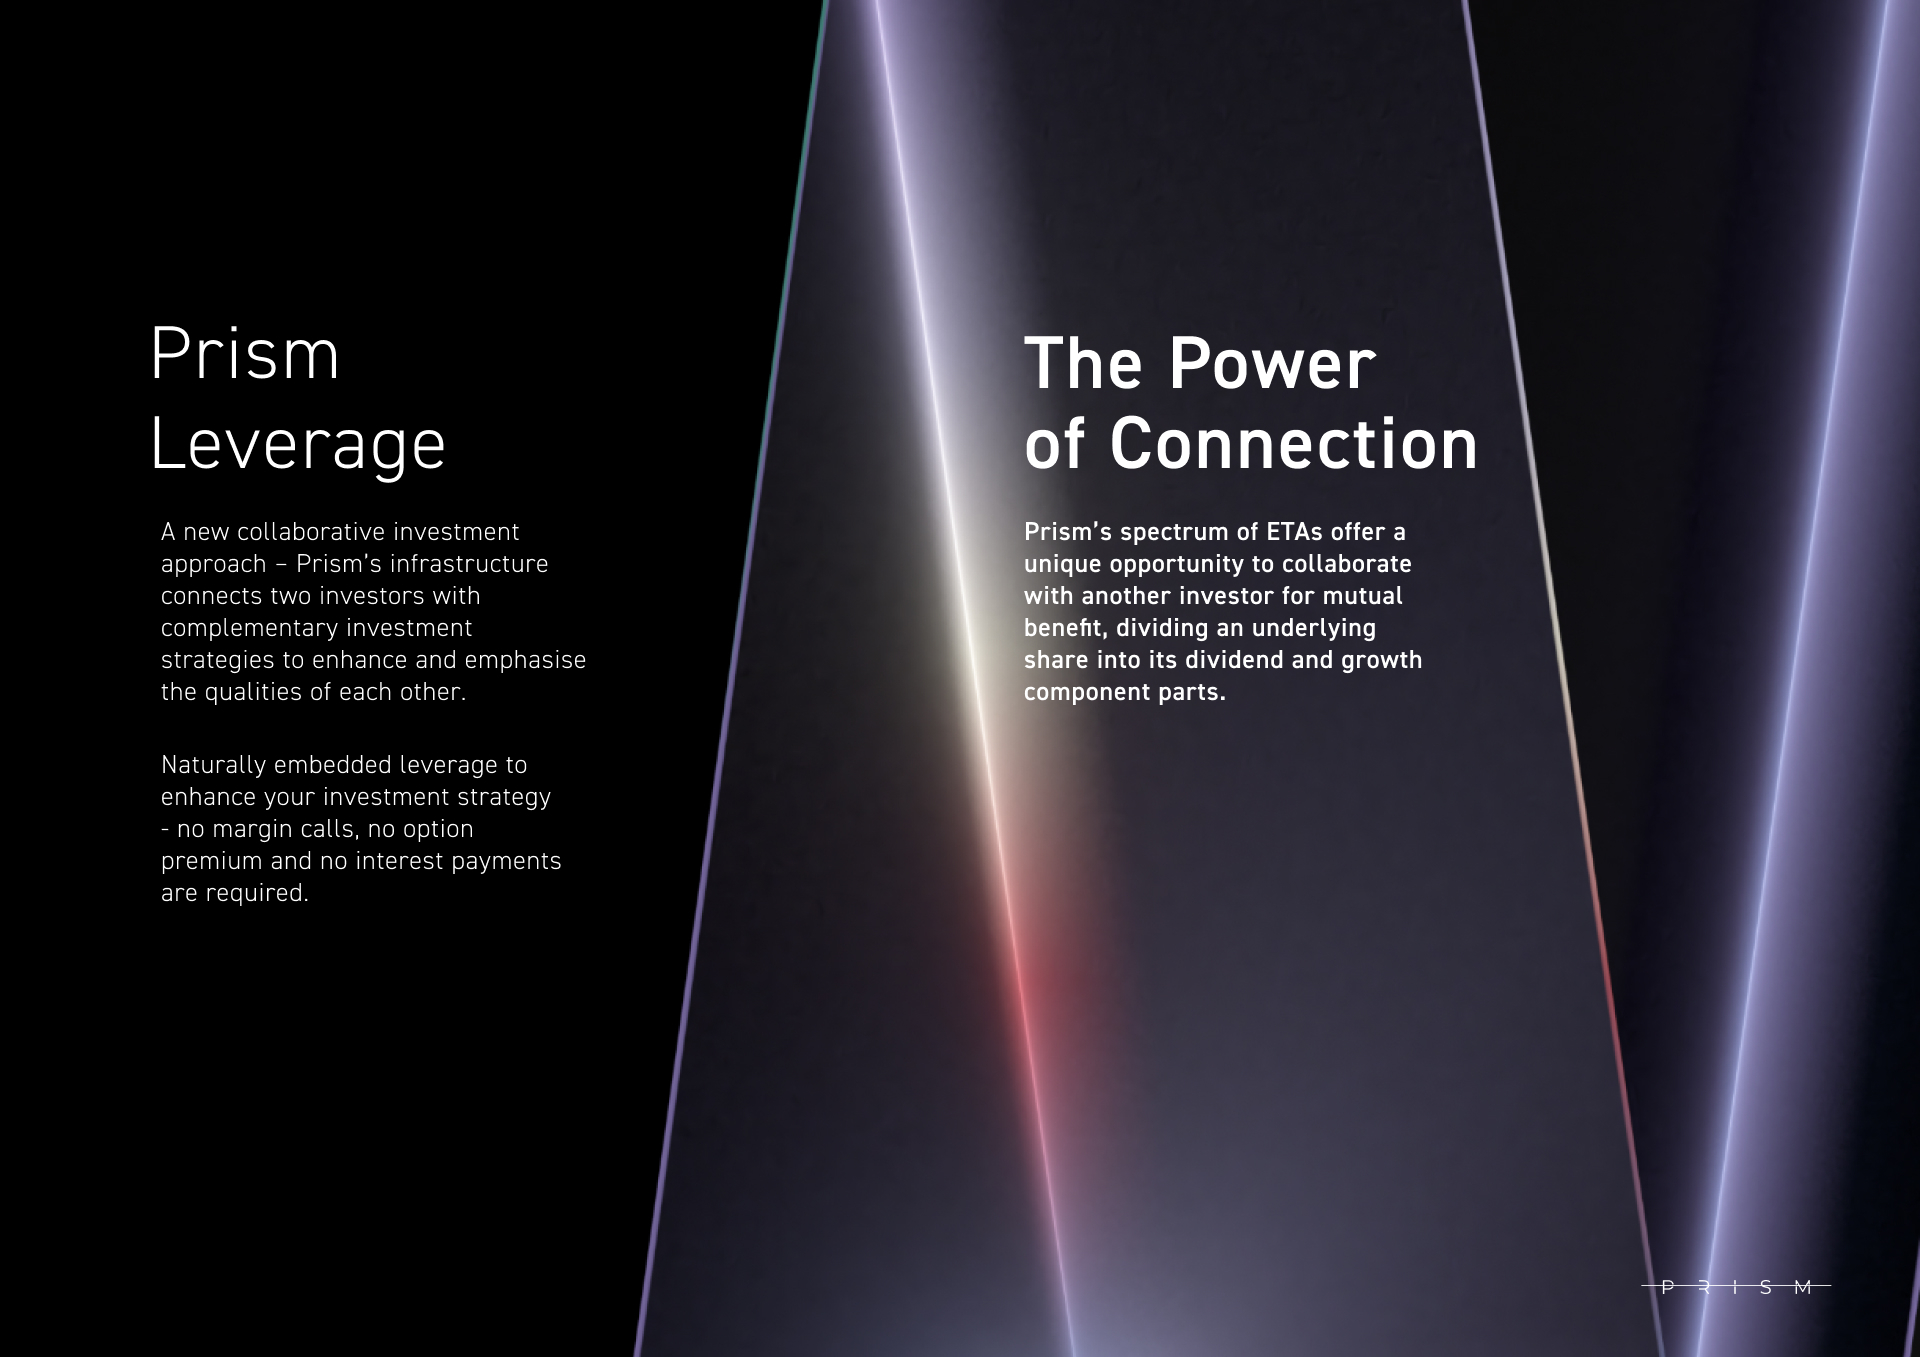 Prism
Leverage
A new collaborative investment
approach – Prism’s infrastructure
connects two investors with
complementary investment
strategies to enhance and emphasise
the qualities of each other.
Naturally embedded leverage to
enhance your investment strategy
- no margin calls, no option
premium and no interest payments
are required.
The Power
of Connection
Prism’s spectrum of ETAs offer a
unique opportunity to collaborate
with another investor for mutual
benefit, dividing an underlying
share into its dividend and growth
component parts.
PRISM